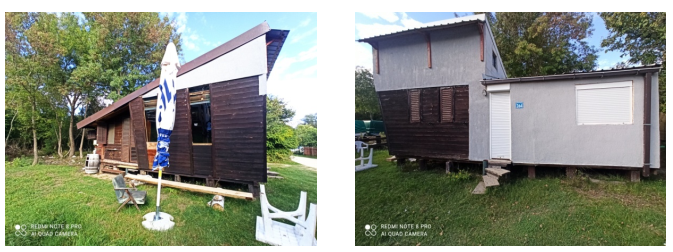 REDMI NOTE 8 PRO
AI QUAD CAMERA
REDMI NOTE 8 PRO
AI QUAD CAMERA